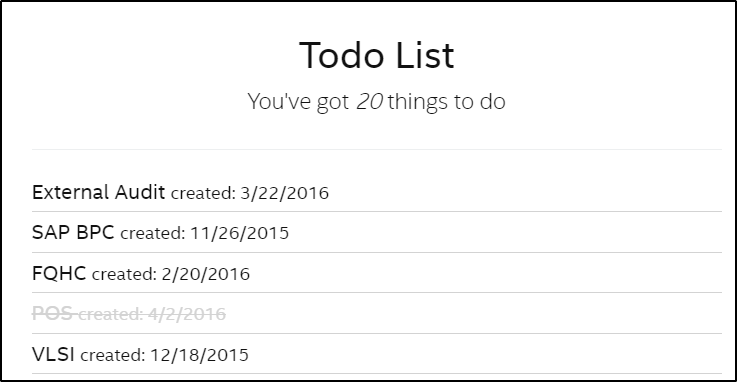 Todo List
You've got 20 things to do
External Audit created: 3/22/2016
SAP BPC created: 11/26/2015
FQHC created: 2/20/2016
POS created: 4/2/2016
VLSI created: 12/18/2015